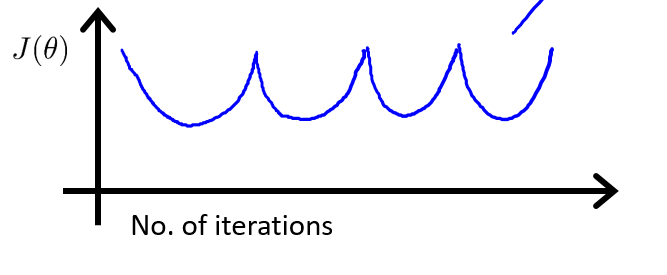 J(θ)
No. of iterations